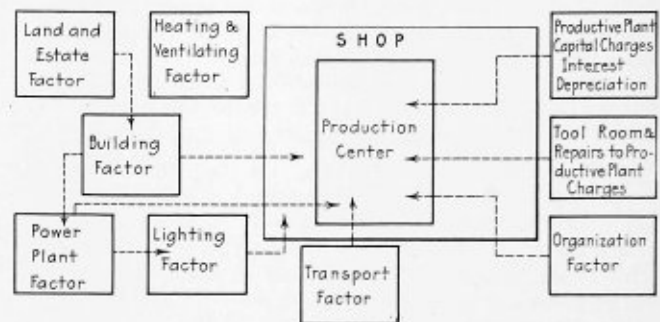 Land and
Estate
Factor
Heating &
Ventilating
Factor
SHOP
Productive Plant
Capital Charges
Interest
Depreciation
Production
Center
Building
Factor
Tool Room &
Repairs to Pro-
ductive Plant
Charges
Power
Plant
Factor
Lighting
Factor
Transport
Factor
Organization
Factor